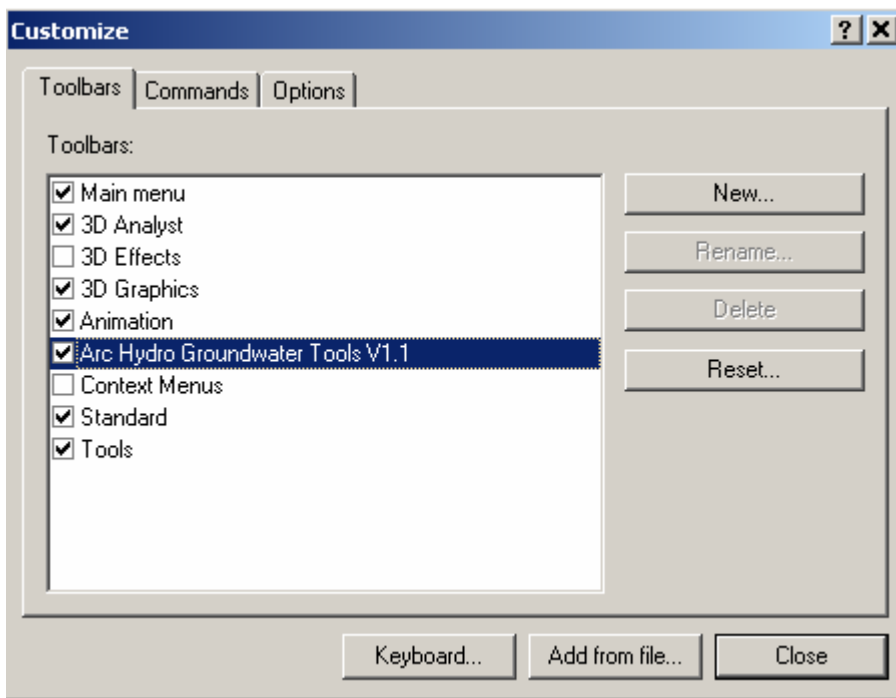 Customize
Toolbars Commands Options
Toolbars:
Main menu
3D Analyst
3D Effects
3D Graphics
Animation
Arc Hydro Groundwater Tools V1.1
Context Menus
Standard
Tools
New...
Rename...
Delete
Reset...
Keyboard... Add from file... Close